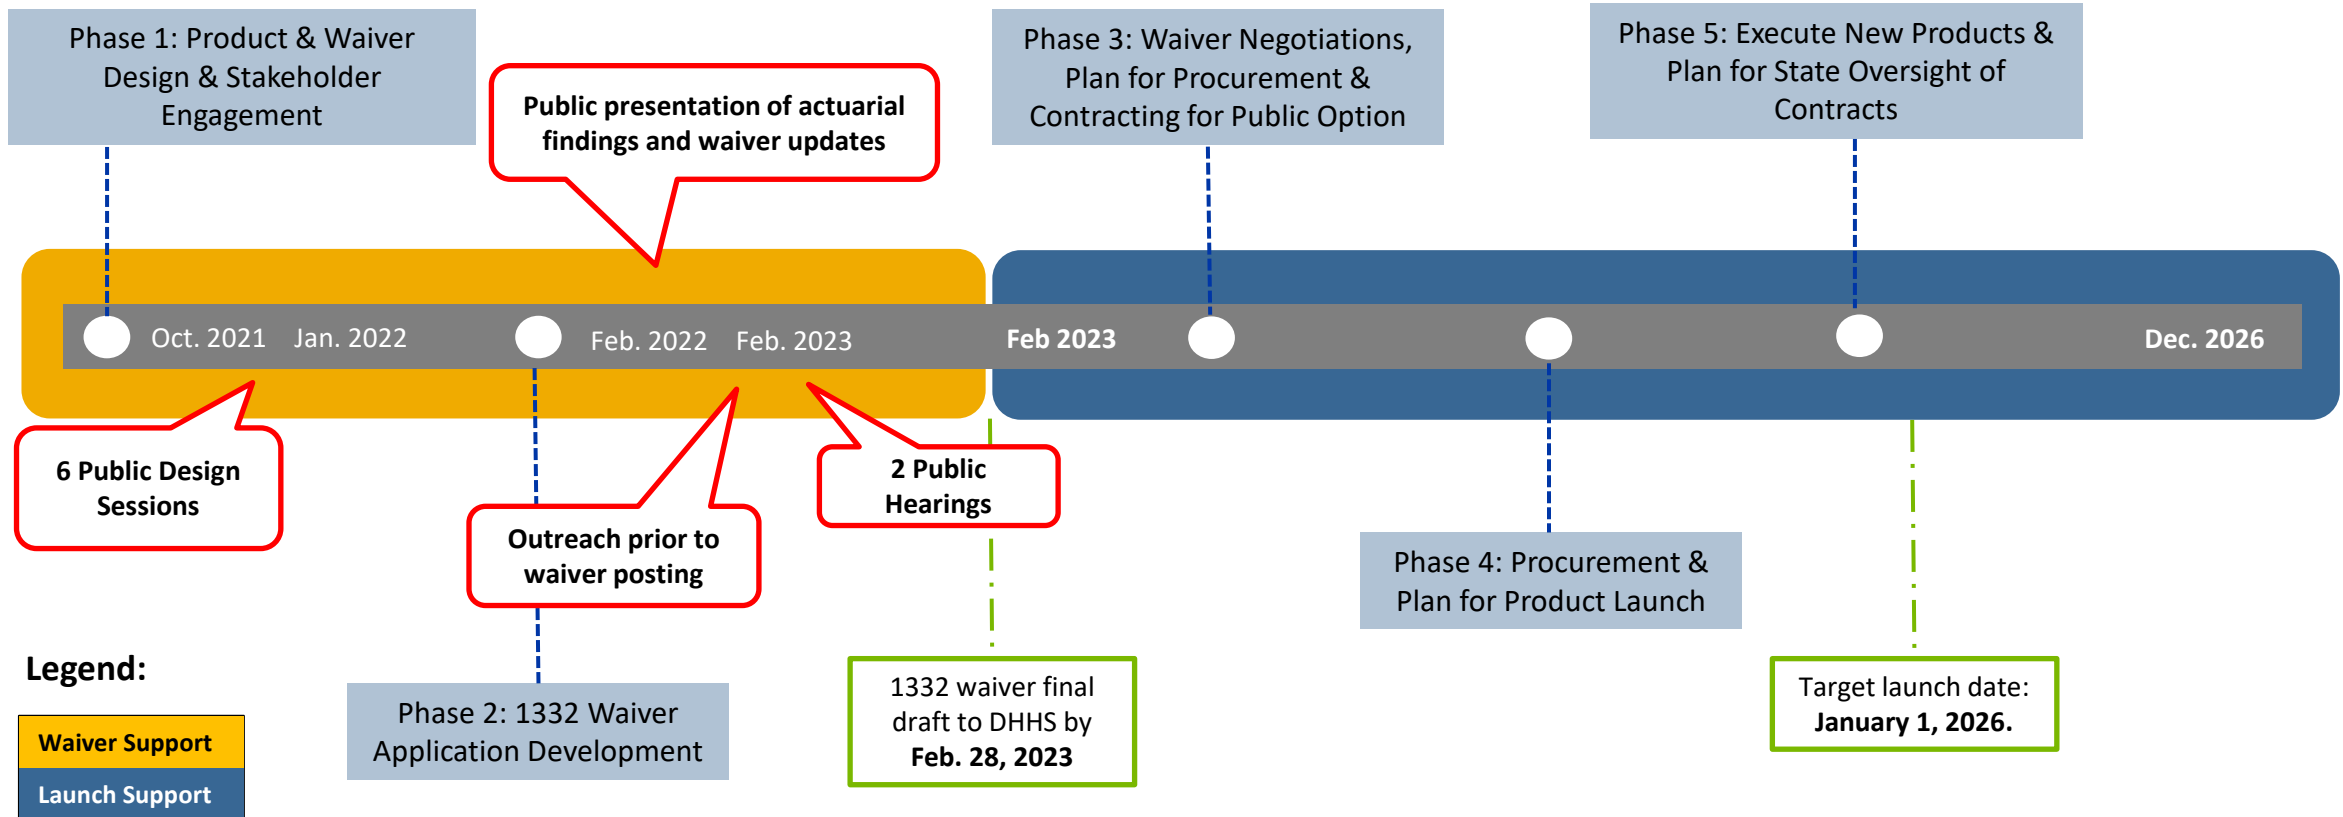 Phase 1: Product & Waiver
Design & Stakeholder
Engagement
Public presentation of actuarial
findings and waiver updates
Phase 3: Waiver Negotiations,
Plan for Procurement &
Contracting for Public Option
Phase 5: Execute New Products &
Plan for State Oversight of
Contracts
Oct. 2021
Jan. 2022
Feb. 2022
Feb. 2023
Feb 2023
Dec. 2026
6 Public Design
Sessions
Outreach prior to
waiver posting
2 Public
Hearings
Phase 4: Procurement &
Plan for Product Launch
Phase 2: 1332 Waiver
Application Development
1332 waiver final
draft to DHHS by
Feb. 28, 2023
Target launch date:
January 1, 2026.
Legend:
Waiver Support
Launch Support